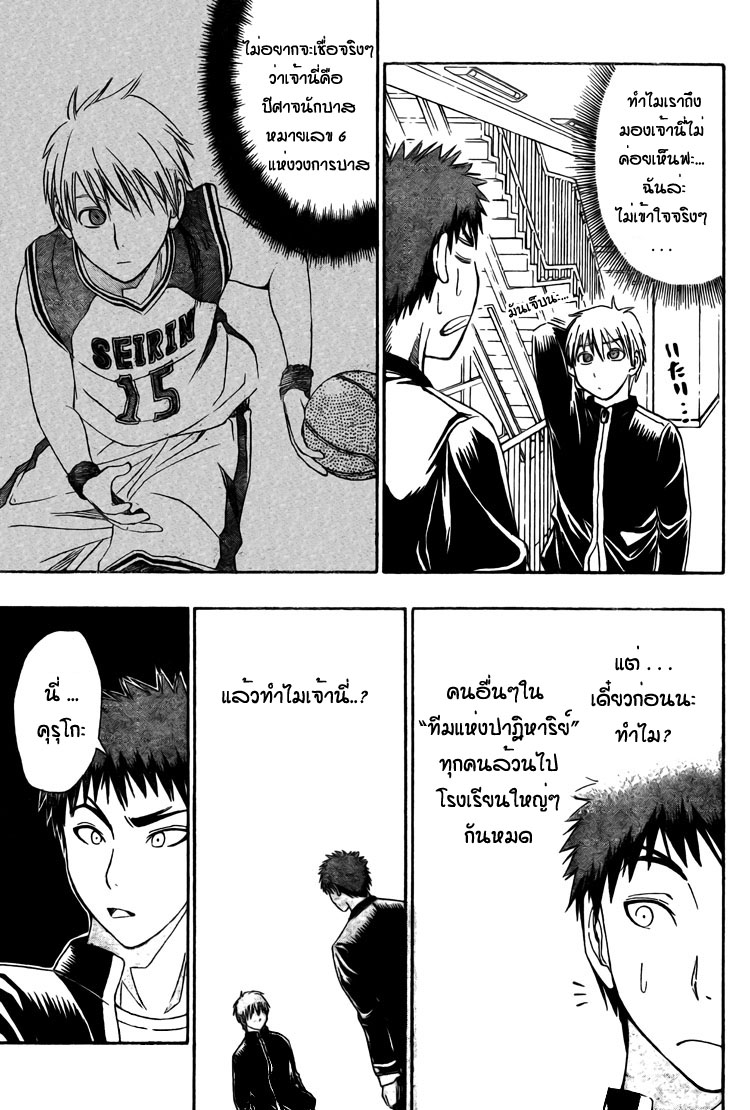 ทำไมเราถึง
มองเจ้านี่ไม่
ค่อยเห็นฟะ...
ฉันล่ะ
ไม่เข้าใจจริงๆ
...
มันเจ็บนะ...
いたい…
ไม่อยากจะเชื่อจริงๆ
ว่าเจ้านี่คือ
ปีศาจนักบาส
หมายเลข 6
แห่งวงการบาส
SEIRIN
15
แต่ ...
เดี๋ยวก่อนนะ
ทำไม?
คนอื่นๆใน
"ทีมแห่งปาฏิหาริย์"
ทุกคนล้วนไป
โรงเรียนใหญ่ๆ
กันหมด
แล้วทำไมเจ้านี่..?
นี่ ...
คุรุโกะ